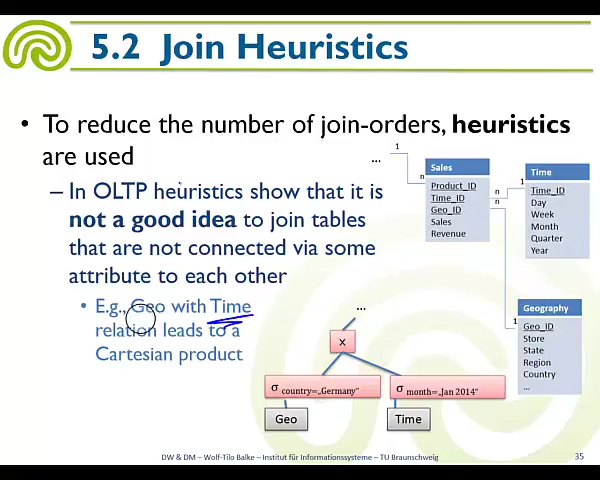 5.2 Join Heuristics
• To reduce the number of join-orders, heuristics
are used
– In OLTP heuristics show that it is
not a good idea to join tables
that are not connected via some
attribute to each other
• E.g., Geo with Time
relation leads to a
Cartesian product
...
1
n
Sales
Product_ID
Time_ID
Geo_ID
Sales
Revenue
n
1
n
Time
Time_ID
Day
Week
Month
Quarter
Year
1
Geography
Geo_ID
Store
State
Region
Country
...
...
x
σ country=„Germany“
σ month=„Jan 2014“
Geo
Time
DW & DM – Wolf-Tilo Balke – Institut für Informationssysteme – TU Braunschweig
35